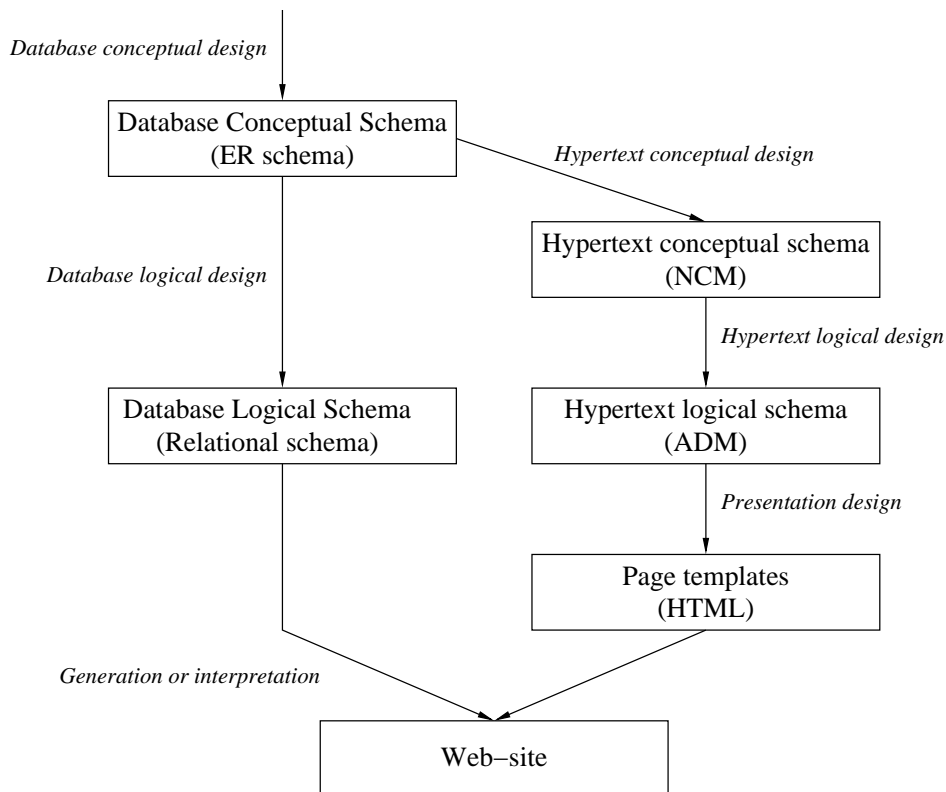 Database conceptual design
Database Conceptual Schema
(ER schema)
Hypertext conceptual design
Hypertext conceptual schema
(NCM)
Database logical design
Hypertext logical design
Database Logical Schema
(Relational schema)
Hypertext logical schema
(ADM)
Presentation design
Page templates
(HTML)
Generation or interpretation
Web−site